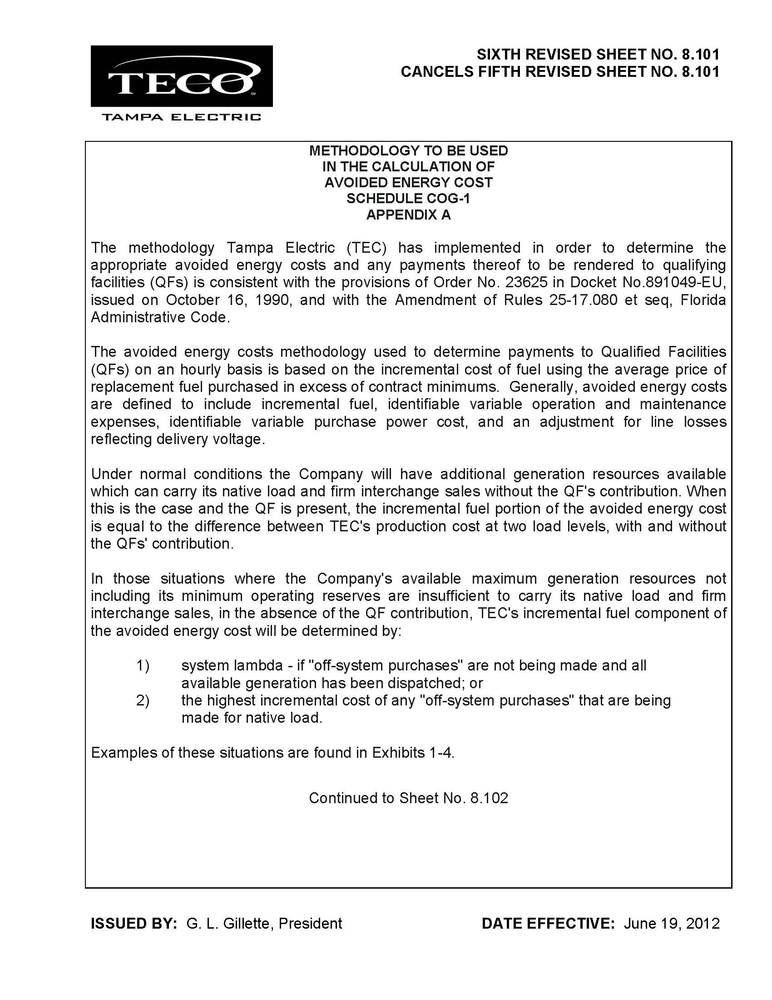 TECO
SM
TAMPA ELECTRIC
SIXTH REVISED SHEET NO. 8.101
CANCELS FIFTH REVISED SHEET NO. 8.101
METHODOLOGY TO BE USED
IN THE CALCULATION OF
AVOIDED ENERGY COST
SCHEDULE COG-1
APPENDIX A
The methodology Tampa Electric (TEC) has implemented in order to determine the
appropriate avoided energy costs and any payments thereof to be rendered to qualifying
facilities (QFs) is consistent with the provisions of Order No. 23625 in Docket No.891049-EU,
issued on October 16, 1990, and with the Amendment of Rules 25-17.080 et seq, Florida
Administrative Code.
The avoided energy costs methodology used to determine payments to Qualified Facilities
(QFs) on an hourly basis is based on the incremental cost of fuel using the average price of
replacement fuel purchased in excess of contract minimums.  Generally, avoided energy costs
are defined to include incremental fuel, identifiable variable operation and maintenance
expenses, identifiable variable purchase power cost, and an adjustment for line losses
reflecting delivery voltage.
Under normal conditions the Company will have additional generation resources available
which can carry its native load and firm interchange sales without the QF's contribution. When
this is the case and the QF is present, the incremental fuel portion of the avoided energy cost
is equal to the difference between TEC's production cost at two load levels, with and without
the QFs' contribution.
In those situations where the Company's available maximum generation resources not
including its minimum operating reserves are insufficient to carry its native load and firm
interchange sales, in the absence of the QF contribution, TEC's incremental fuel component of
the avoided energy cost will be determined by:
1) system lambda - if "off-system purchases" are not being made and all
available generation has been dispatched; or
2) the highest incremental cost of any "off-system purchases" that are being
made for native load.
Examples of these situations are found in Exhibits 1-4.
Continued to Sheet No. 8.102
ISSUED BY:  G. L. Gillette, President
DATE EFFECTIVE:  June 19, 2012